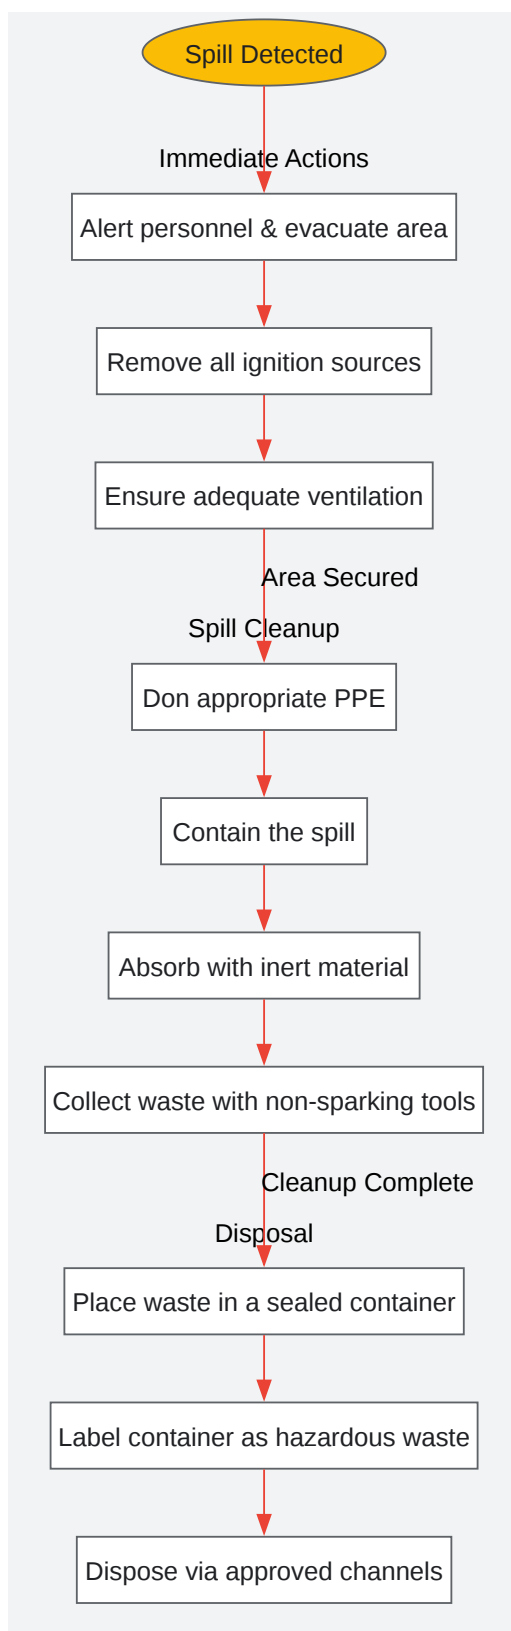 Spill Detected
Immediate Actions
Alert personnel & evacuate area
Remove all ignition sources
Ensure adequate ventilation
Area Secured
Spill Cleanup
Don appropriate PPE
Contain the spill
Absorb with inert material
Collect waste with non-sparking tools
Cleanup Complete
Disposal
Place waste in a sealed container
Label container as hazardous waste
Dispose via approved channels